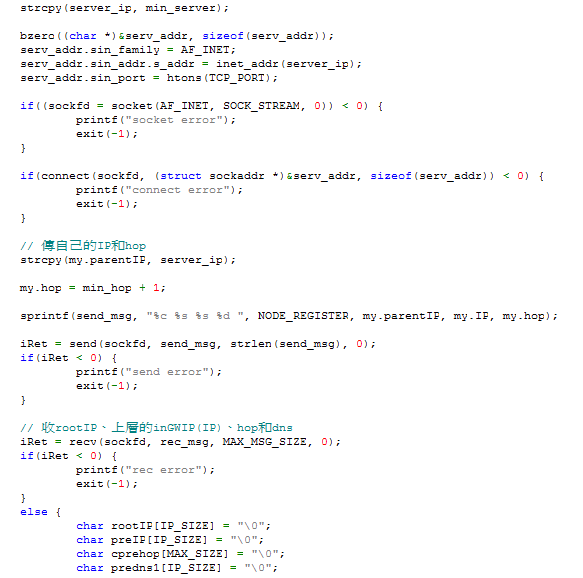 strcpy(server_ip, min_server);
bzero((char *)&serv_addr, sizeof(serv_addr));
serv_addr.sin_family = AF_INET;
serv_addr.sin_addr.s_addr = inet_addr(server_ip);
serv_addr.sin_port = htons(TCP_PORT);
if((sockfd = socket(AF_INET, SOCK_STREAM, 0)) < 0) {
printf("socket error");
exit(-1);
}
if(connect(sockfd, (struct sockaddr *)&serv_addr, sizeof(serv_addr)) < 0) {
printf("connect error");
exit(-1);
}
// 傳自己的IP和hop
strcpy(my.parentIP, server_ip);
my.hop = min_hop + 1;
sprintf(send_msg, "%c %s %s %d ", NODE_REGISTER, my.parentIP, my.IP, my.hop);
iRet = send(sockfd, send_msg, strlen(send_msg), 0);
if(iRet < 0) {
printf("send error");
exit(-1);
}
// 收rootIP、上層的inGWIP(IP)、hop和dns
iRet = recv(sockfd, rec_msg, MAX_MSG_SIZE, 0);
if(iRet < 0) {
printf("rec error");
exit(-1);
}
else {
char rootIP[IP_SIZE] = "\0";
char preIP[IP_SIZE] = "\0";
char cprehop[MAX_SIZE] = "\0";
char predns1[IP_SIZE] = "\0";